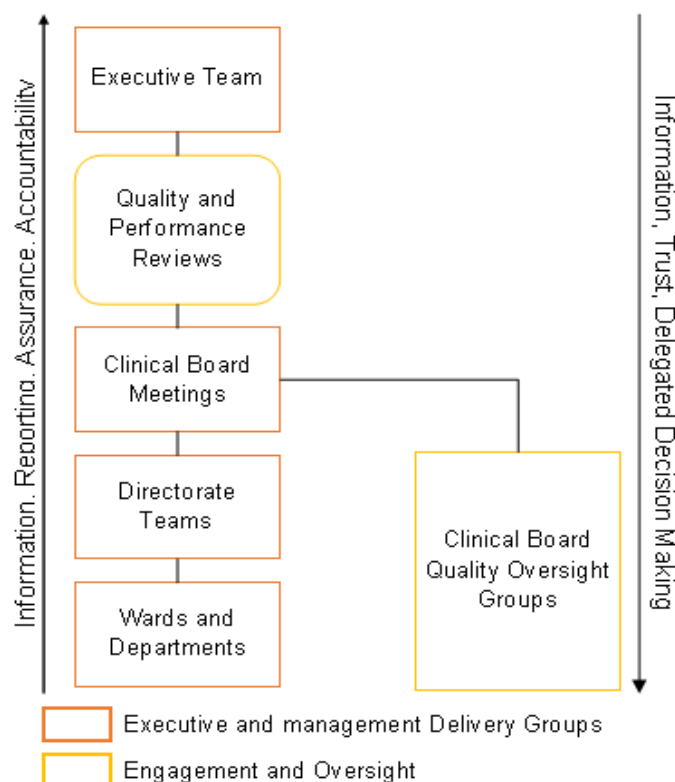 Executive Team
Quality and
Performance
Reviews
Clinical Board
Meetings
Directorate
Teams
Wards and
Departments
Clinical Board
Quality Oversight
Groups
Information. Reporting. Assurance. Accountability
Information, Trust, Delegated Decision Making
Executive and management Delivery Groups
Engagement and Oversight